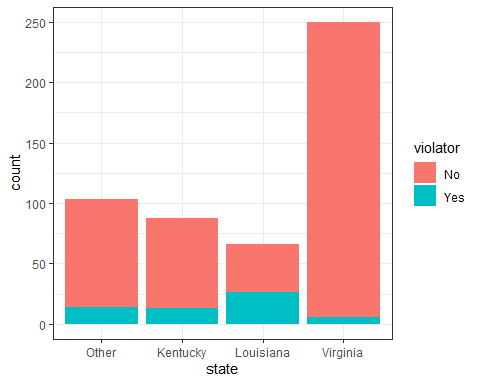 250
200
150
100
50
0
count
Other Kentucky Louisiana Virginia
state
violator
No
Yes